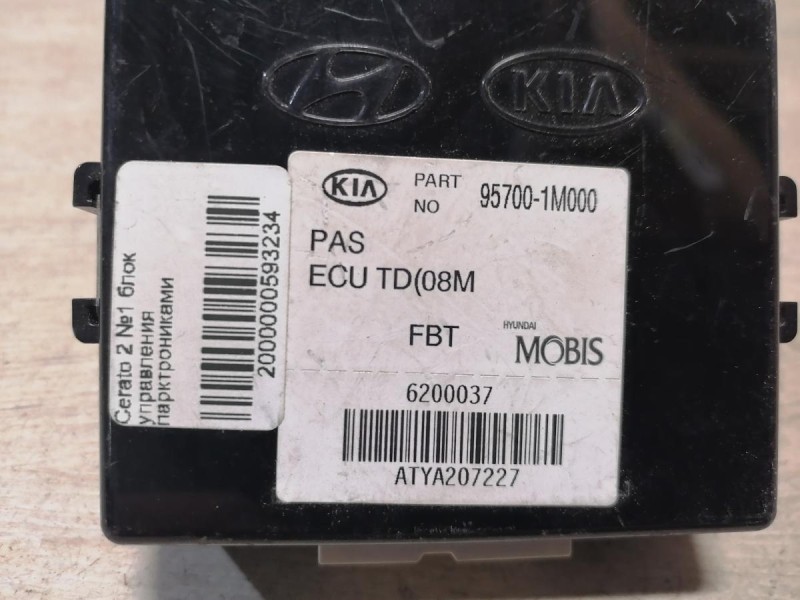 KIA
KIA
PART NO 95700-1M000
PAS
ECU TD(08M
FBT
HYUNDAI
MOBIS
6200037
ATYA207227
Cerato 2 №1 блок
управления
парктрониками
2000000593234